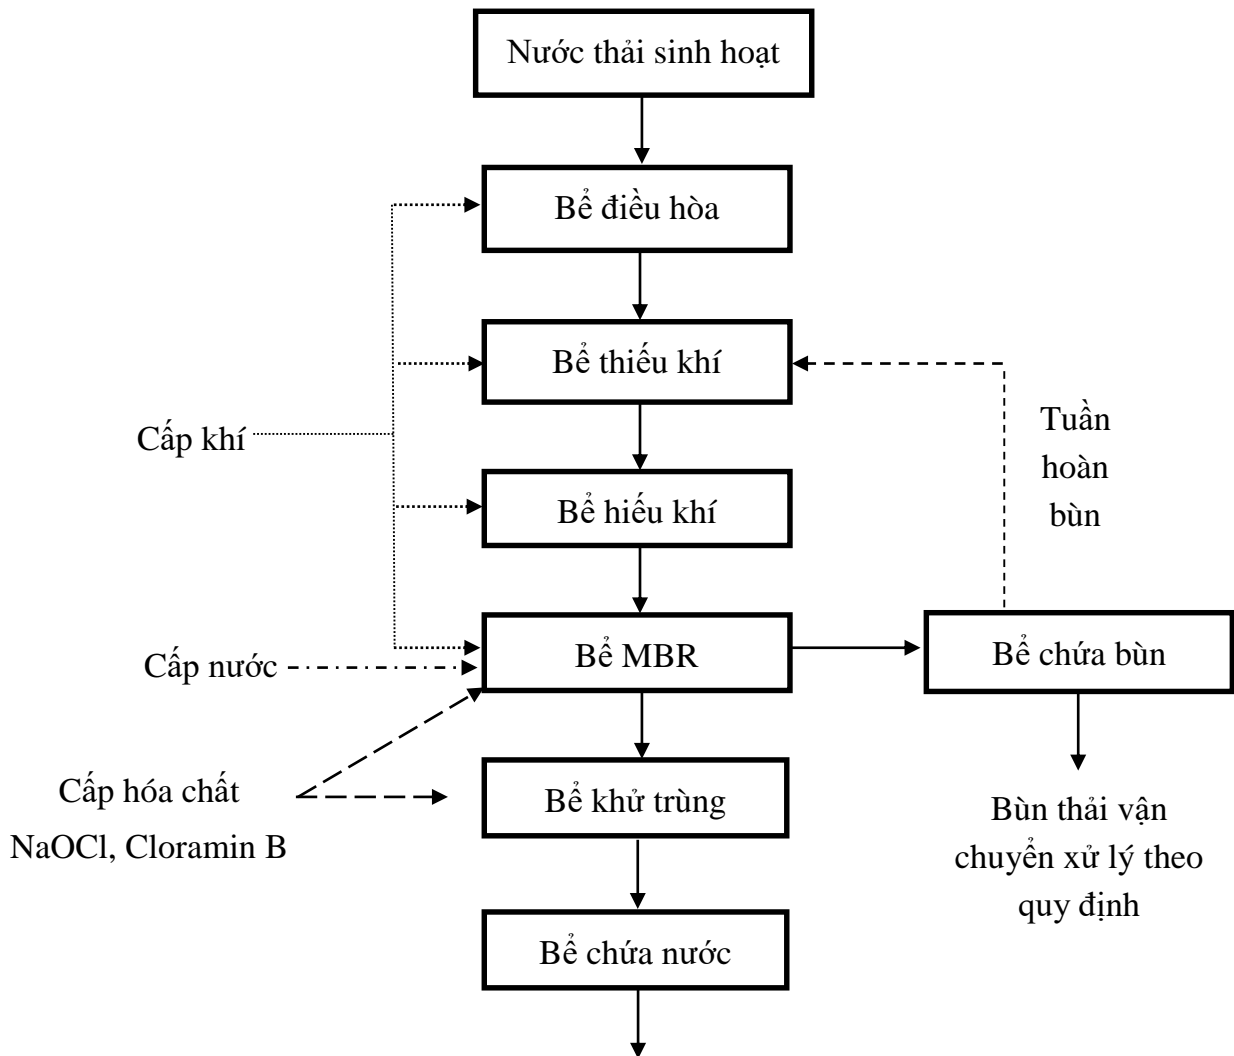 Nước thải sinh hoạt
Bể điều hòa
Bể thiếu khí
Cấp khí
Tuần
hoàn
bùn
Bể hiếu khí
Cấp nước
Bể MBR
Bể chứa bùn
Cấp hóa chất
NaOCl, Cloramin B
Bể khử trùng
Bùn thải vận
chuyển xử lý theo
quy định
Bể chứa nước